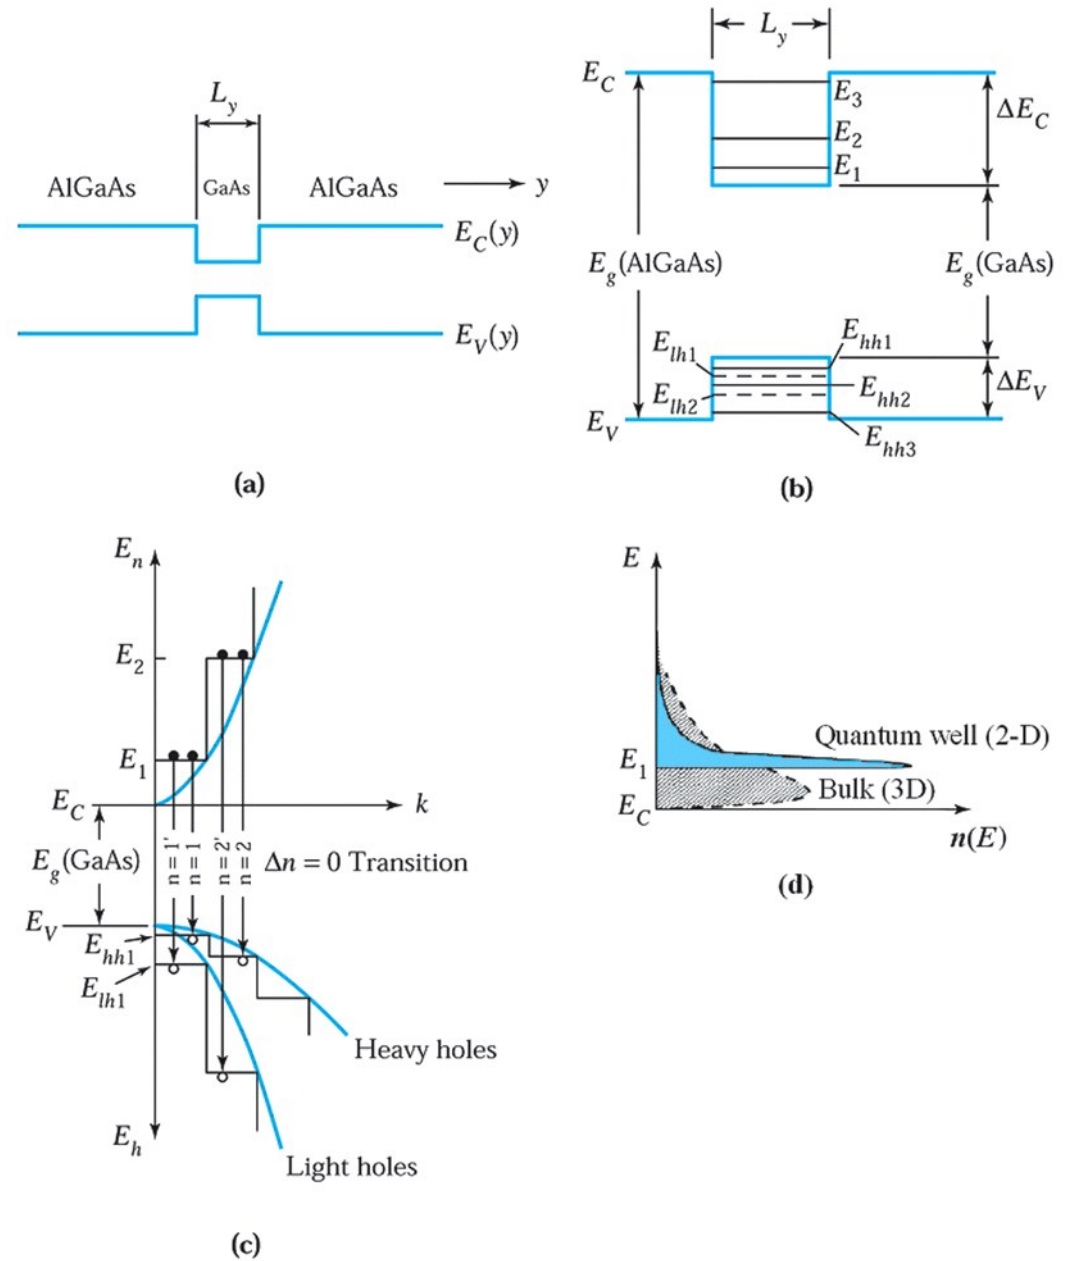 L_y
AlGaAs
GaAs
AlGaAs
y
E_C(y)
E_V(y)
(a)
L_y
E_C
E_3
E_2
E_1
ΔE_C
E_g(AlGaAs)
E_g(GaAs)
E_lh1
E_hh1
E_lh2
E_hh2
ΔE_V
E_V
E_hh3
(b)
E_n
E_2
E_1
E_C
k
E_g(GaAs)
n = 1'
n = 1
n = 2'
n = 2
Δn = 0 Transition
E_V
E_hh1
E_lh1
Heavy holes
E_h
Light holes
(c)
E
Quantum well (2-D)
E_1
Bulk (3D)
E_C
n(E)
(d)